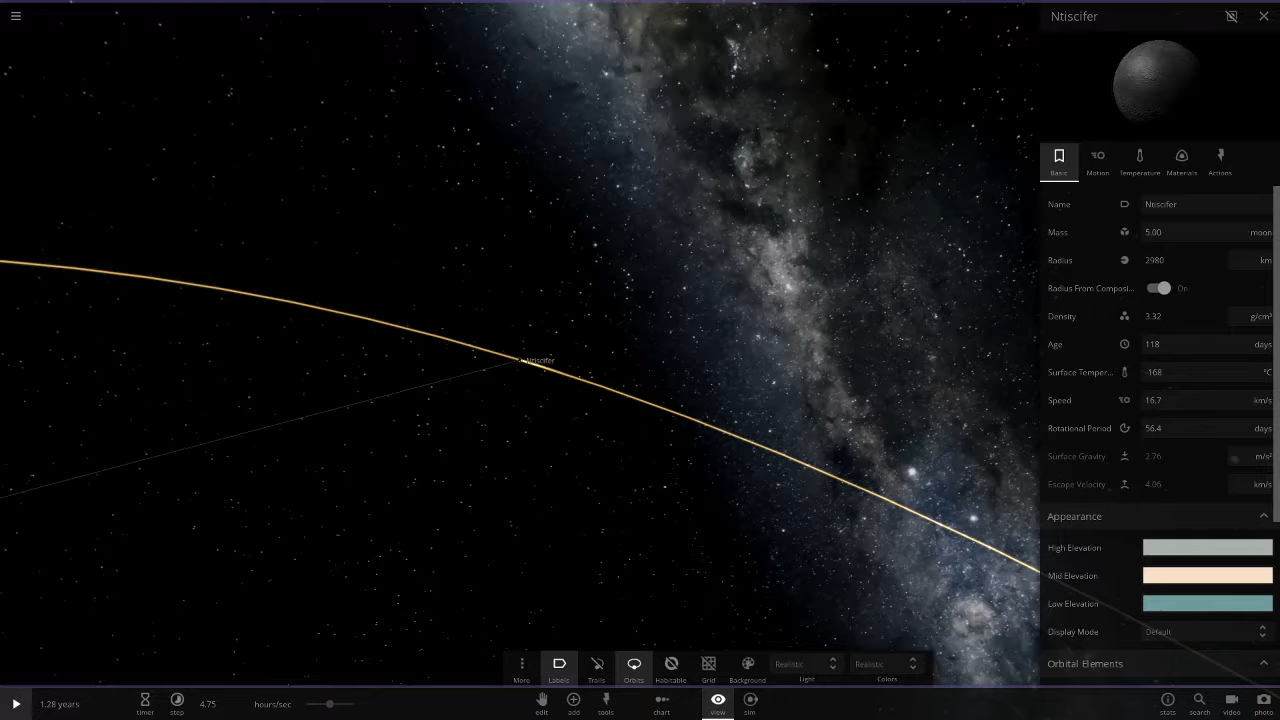 Ntiscifer
Basic Motion Temperature Materials Actions
Name Ntiscifer
Mass 5.00 moon
Radius 2980 km
Radius From Composi... On
Density 3.32 g/cm³
Age 118 days
Surface Temper... -168 °C
Speed 16.7 km/s
Rotational Period 56.4 days
Surface Gravity 2.76 m/s²
Escape Velocity 4.06 km/s
Appearance
High Elevation
Mid Elevation
Low Elevation
Display Mode Default
Orbital Elements
Ntiscifer
More Labels Trails Orbits Habitable Grid Background
Realistic Realistic
Light Colors
1.28 years timer step 4.75 hours/sec edit add tools chart view sim stats search video photo